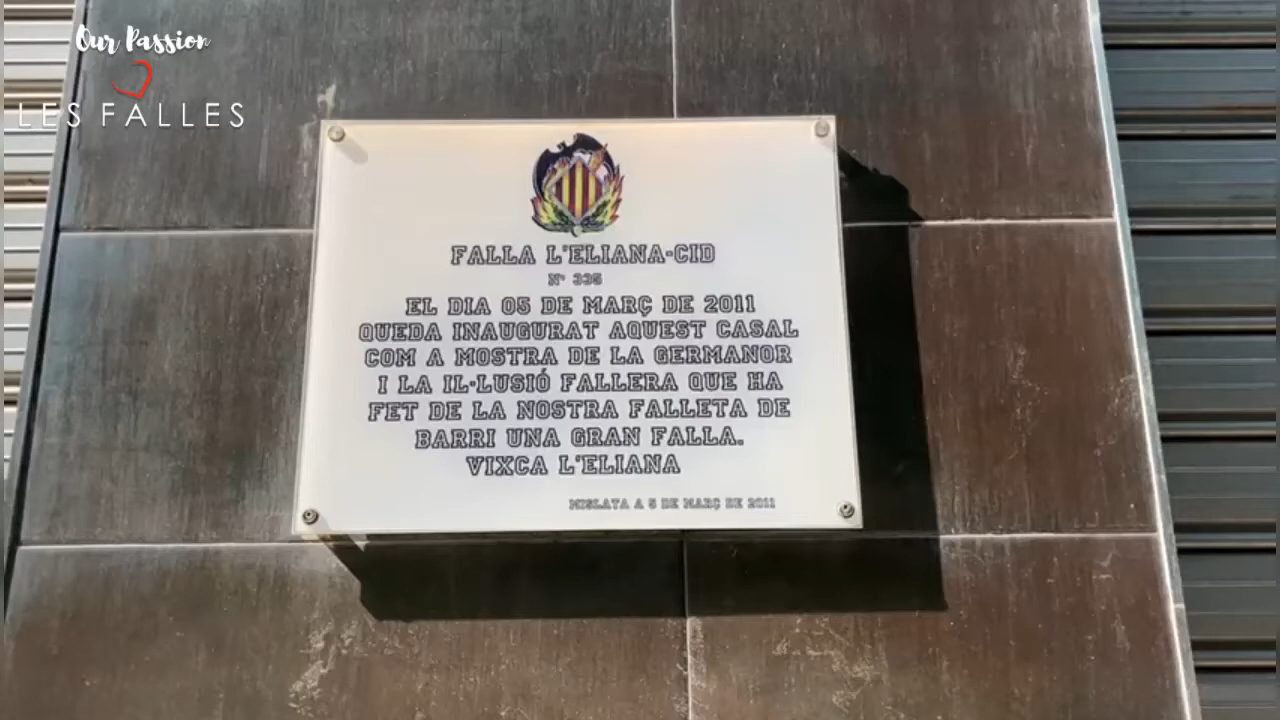 Our Passion
LES FALLES
FALLA L'ELIANA-CID
Nº 335
EL DIA 05 DE MARÇ DE 2011
QUEDA INAUGURAT AQUEST CASAL
COM A MOSTRA DE LA GERMANOR
I LA IL·LUSIÓ FALLERA QUE HA
FET DE LA NOSTRA FALLETA DE
BARRI UNA GRAN FALLA.
VIXCA L'ELIANA
MISLATA A 5 DE MARÇ DE 2011